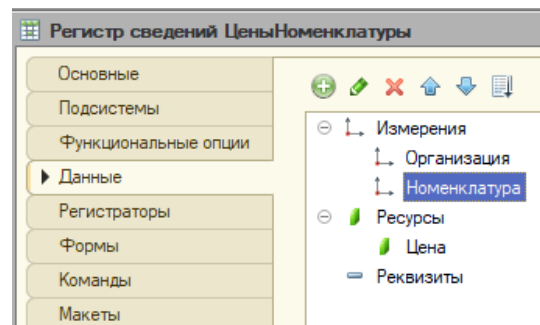 Регистр сведений ЦеныНоменклатуры
Основные
Подсистемы
Функциональные опции
Данные
Регистраторы
Формы
Команды
Макеты
Измерения
Организация
Номенклатура
Ресурсы
Цена
Реквизиты